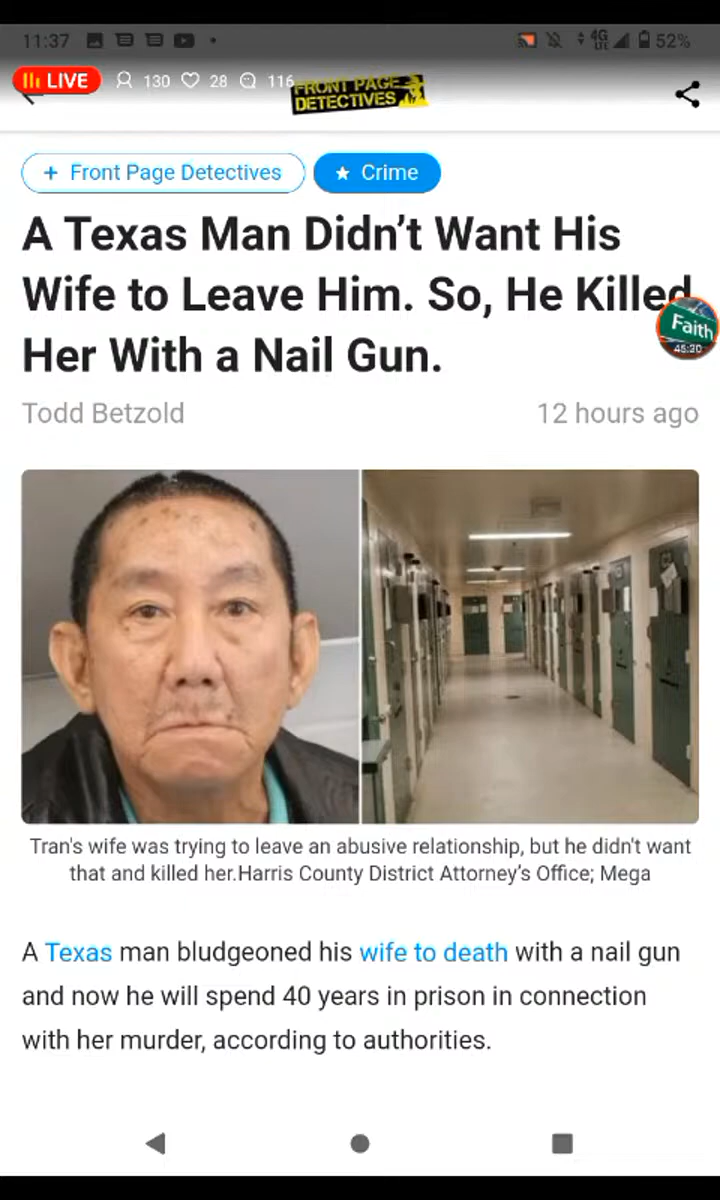 11:37
4G
LTE
52%
LIVE 130 28 116
FRONT PAGE
DETECTIVES
+ Front Page Detectives
★ Crime
A Texas Man Didn’t Want His
Wife to Leave Him. So, He Killed
Her With a Nail Gun.
Faith
45:20
Todd Betzold
12 hours ago
Tran's wife was trying to leave an abusive relationship, but he didn't want
that and killed her.Harris County District Attorney's Office; Mega
A Texas man bludgeoned his wife to death with a nail gun
and now he will spend 40 years in prison in connection
with her murder, according to authorities.